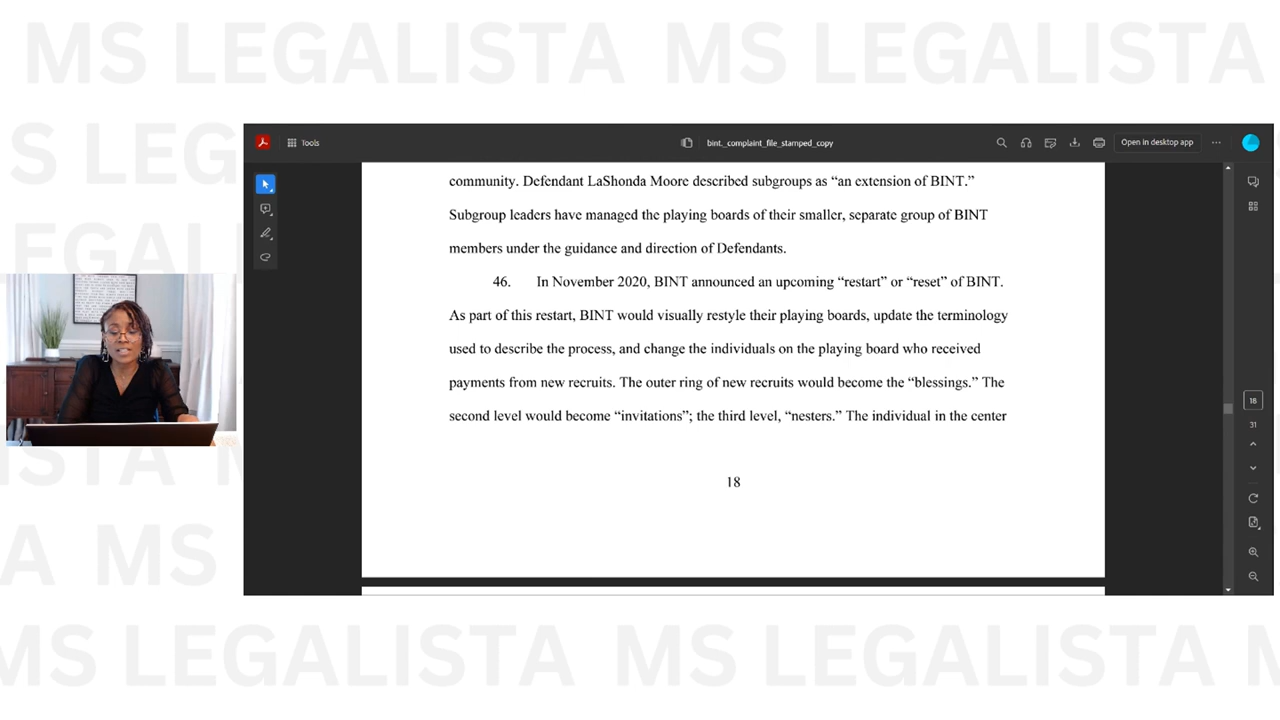 MS LEGALISTA MS LEGALISTA
S LEG
Tools
bint._complaint_file_stamped_copy
Open in desktop app
community. Defendant LaShonda Moore described subgroups as “an extension of BINT.”
Subgroup leaders have managed the playing boards of their smaller, separate group of BINT
members under the guidance and direction of Defendants.
46. In November 2020, BINT announced an upcoming “restart” or “reset” of BINT.
As part of this restart, BINT would visually restyle their playing boards, update the terminology
used to describe the process, and change the individuals on the playing board who received
payments from new recruits. The outer ring of new recruits would become the “blessings.” The
second level would become “invitations”; the third level, “nesters.” The individual in the center
18
18
31
A MS
MS LEGALISTA MS LEGALISTA